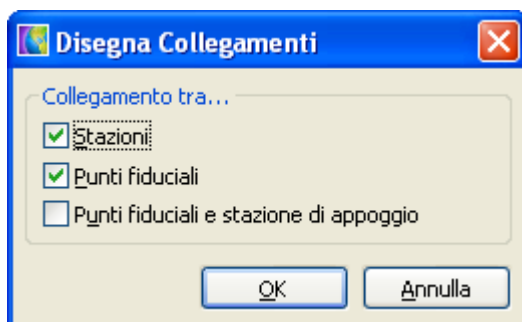 Disegna Collegamenti
Collegamento tra...
Stazioni
Punti fiduciali
Punti fiduciali e stazione di appoggio
OK Annulla